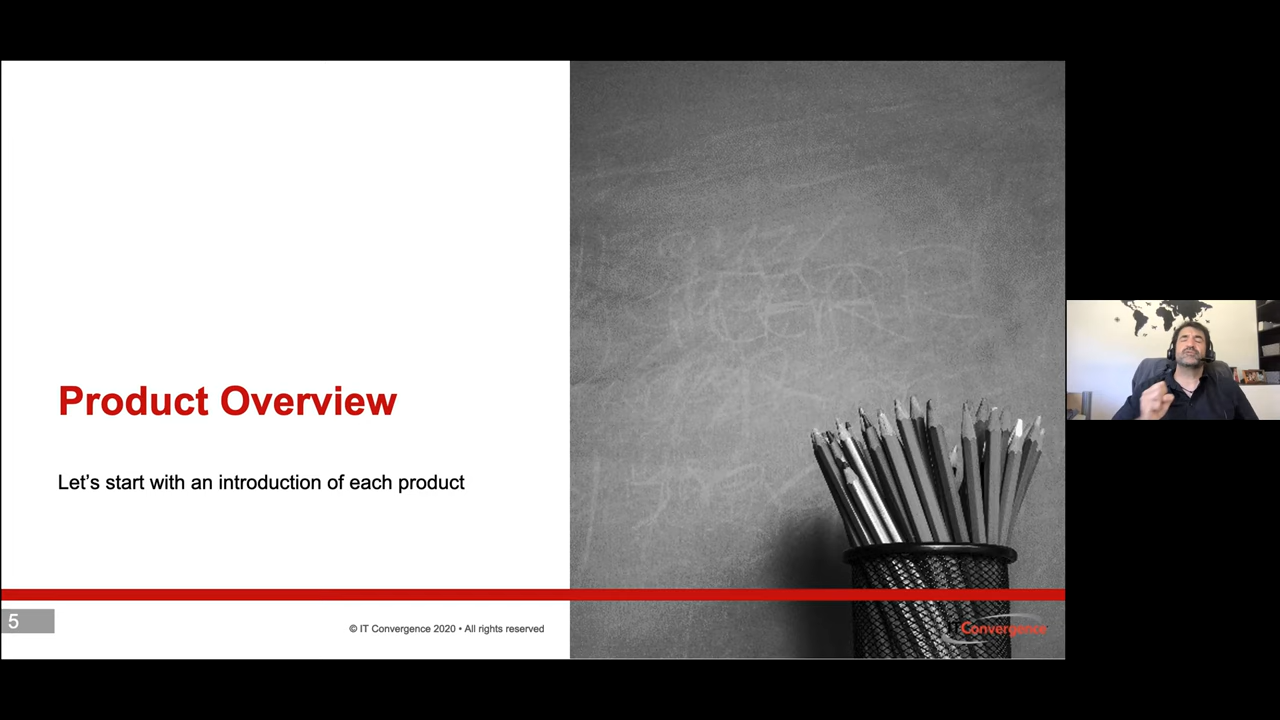 Product Overview
Let’s start with an introduction of each product
5
© IT Convergence 2020 • All rights reserved
Convergence